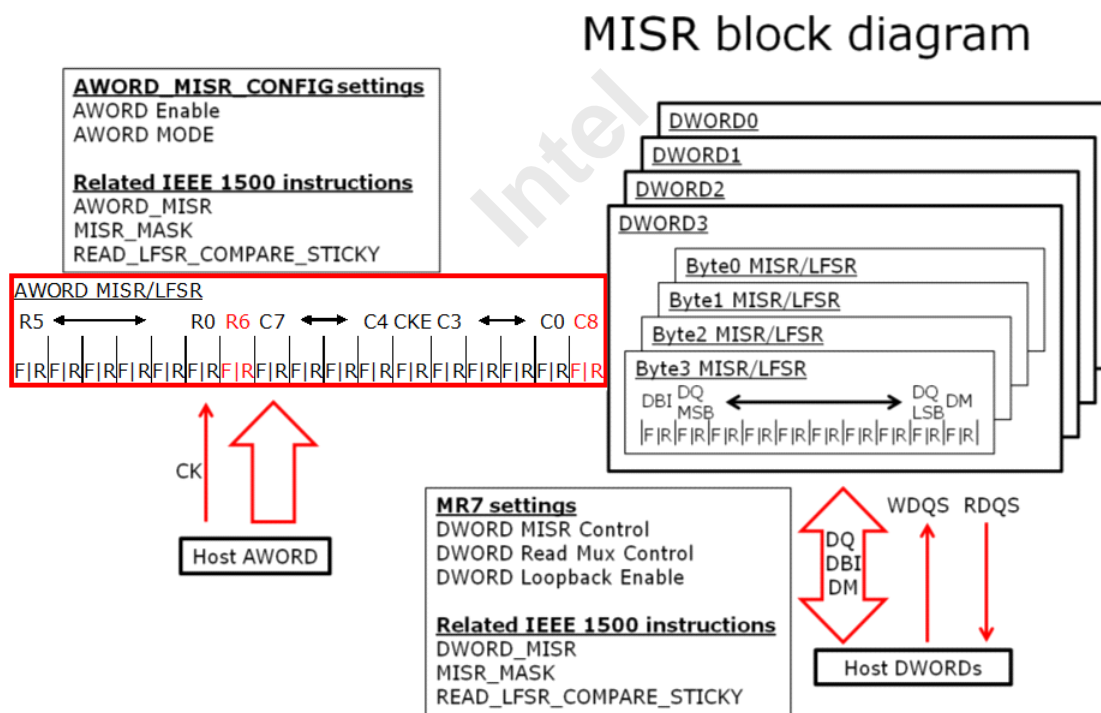 MISR block diagram
Intel
AWORD_MISR_CONFIG settings
AWORD Enable
AWORD MODE
Related IEEE 1500 instructions
AWORD_MISR
MISR_MASK
READ_LFSR_COMPARE_STICKY
DWORD0
DWORD1
DWORD2
DWORD3
Byte0 MISR/LFSR
Byte1 MISR/LFSR
Byte2 MISR/LFSR
Byte3 MISR/LFSR
DBI DQ MSB DQ LSB DM
F|R F|R F|R F|R F|R F|R F|R F|R F|R F|R
AWORD MISR/LFSR
R5 R0 R6 C7 C4 CKE C3 C0 C8
F|R F|R F|R F|R F|R F|R F|R F|R F|R F|R F|R F|R F|R F|R F|R F|R F|R
CK
Host AWORD
MR7 settings
DWORD MISR Control
DWORD Read Mux Control
DWORD Loopback Enable
Related IEEE 1500 instructions
DWORD_MISR
MISR_MASK
READ_LFSR_COMPARE_STICKY
DQ
DBI
DM
WDQS RDQS
Host DWORDs